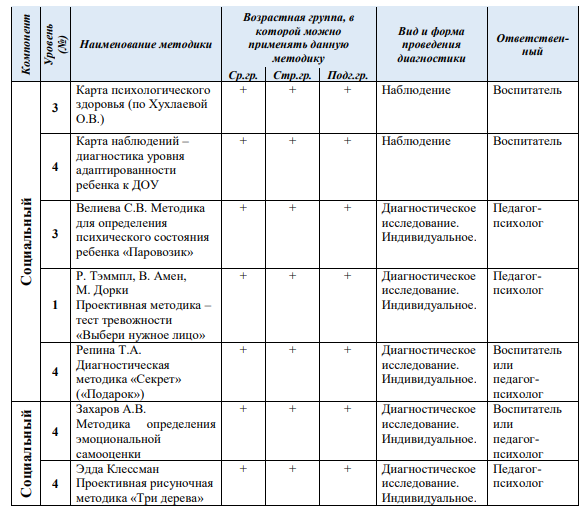 Компонент
Уровень
(№)
Наименование методики
Возрастная группа, в
которой можно
применять данную
методику
Ср.гр.
Стр.гр.
Подг.гр.
Вид и форма
проведения
диагностики
Ответствен-
ный
Социальный
3
Карта психологического
здоровья (по Хухлаевой
О.В.)
+
+
+
Наблюдение
Воспитатель
4
Карта наблюдений –
диагностика уровня
адаптированности
ребенка к ДОУ
+
+
+
Наблюдение
Воспитатель
3
Велиева С.В. Методика
для определения
психического состояния
ребенка «Паровозик»
+
+
+
Диагностическое
исследование.
Индивидуальное.
Педагог-
психолог
1
Р. Тэммпл, В. Амен,
М. Дорки
Проективная методика –
тест тревожности
«Выбери нужное лицо»
+
+
+
Диагностическое
исследование.
Индивидуальное.
Педагог-
психолог
4
Репина Т.А.
Диагностическая
методика «Секрет»
(«Подарок»)
+
+
+
Диагностическое
исследование.
Индивидуальное.
Воспитатель
или
педагог-
психолог
Социальный
4
Захаров А.В.
Методика определения
эмоциональной
самооценки
+
+
+
Диагностическое
исследование.
Индивидуальное.
Воспитатель
или
педагог-
психолог
4
Эдда Клессман
Проективная рисуночная
методика «Три дерева»
+
+
+
Диагностическое
исследование.
Индивидуальное.
Педагог-
психолог